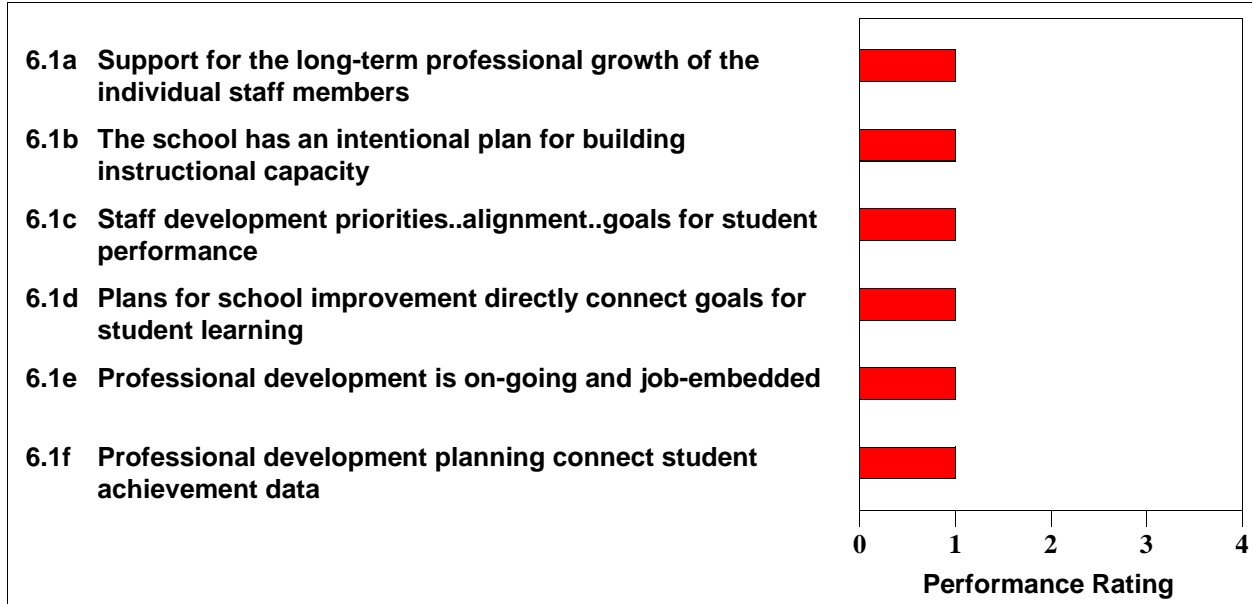 6.1a Support for the long-term professional growth of the
individual staff members
6.1b The school has an intentional plan for building
instructional capacity
6.1c Staff development priorities..alignment..goals for student
performance
6.1d Plans for school improvement directly connect goals for
student learning
6.1e Professional development is on-going and job-embedded
6.1f Professional development planning connect student
achievement data
0 1 2 3 4
Performance Rating